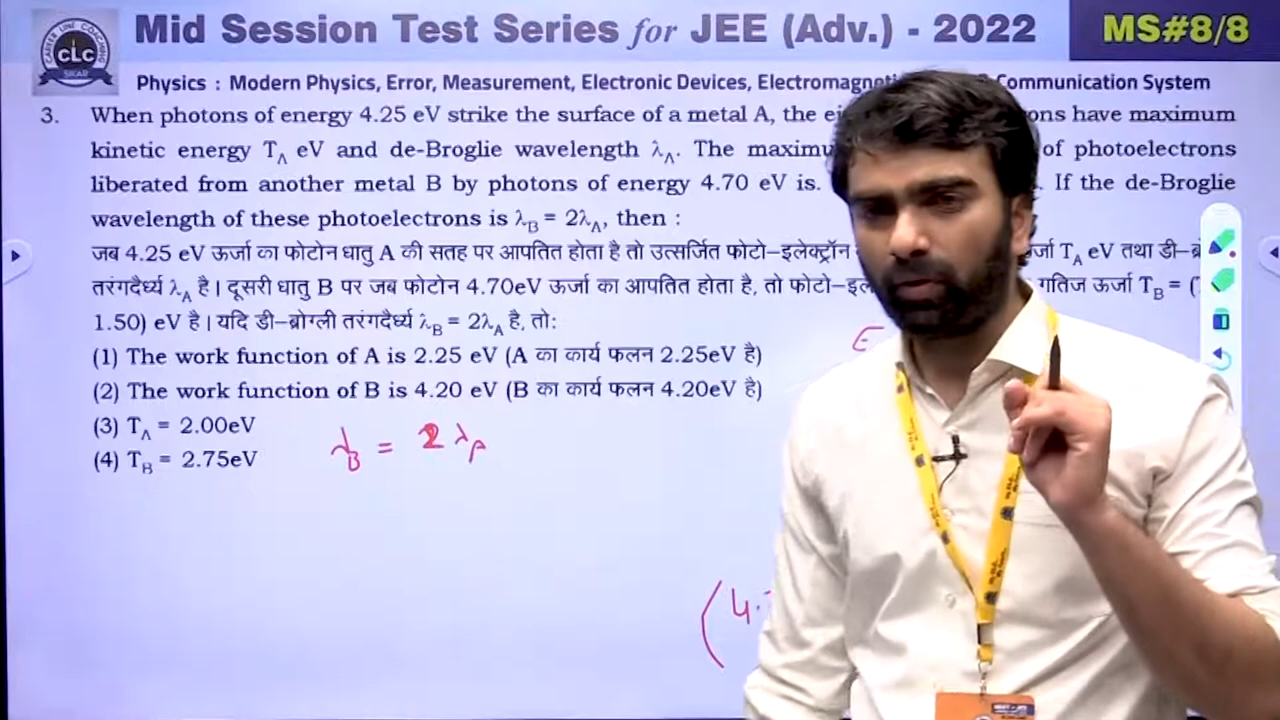 CAREER LINE COACHING
CLC
SIKAR
Mid Session Test Series for JEE (Adv.) - 2022
MS#8/8
Physics : Modern Physics, Error, Measurement, Electronic Devices, Electromagneti Communication System
3. When photons of energy 4.25 eV strike the surface of a metal A, the ons have maximum
kinetic energy T_A eV and de-Broglie wavelength λ_A. The of photoelectrons
liberated from another metal B by photons of energy 4.70 eV is. If the de-Broglie
wavelength of these photoelectrons is λ_B = 2λ_A, then :
जब 4.25 eV ऊर्जा का फोटोन धातु A की सतह पर आपतित होता है तो उत्सर्जित फोटो–इलेक्ट्रॉन र्जा T_A eV तथा
तरंगदैर्ध्य λ_A है। दूसरी धातु B पर जब फोटोन 4.70eV ऊर्जा का आपतित होता है, तो गतिज ऊर्जा T_B = (
1.50) eV है। यदि डी–ब्रोग्ली तरंगदैर्ध्य λ_B = 2λ_A है, तो:
(1) The work function of A is 2.25 eV (A का कार्य फलन 2.25eV है)
E
(2) The work function of B is 4.20 eV (B का कार्य फलन 4.20eV है)
(3) T_A = 2.00eV
(4) T_B = 2.75eV
λ_B = 2 λ_A
(4.